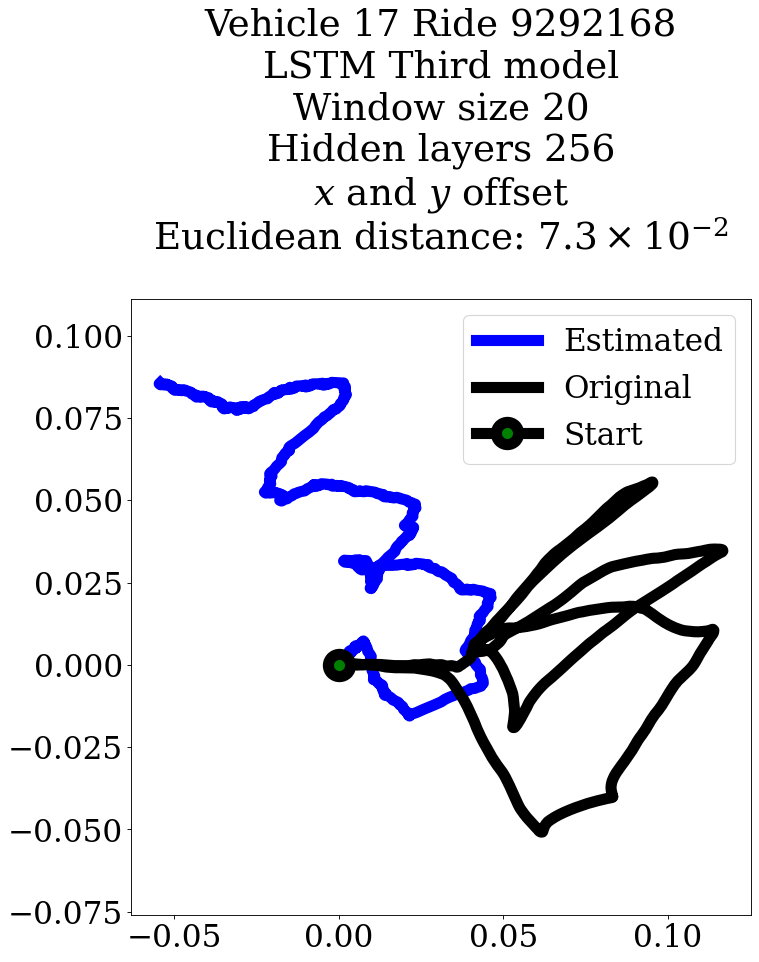 Vehicle 17 Ride 9292168
LSTM Third model
Window size 20
Hidden layers 256
x and y offset
Euclidean distance: 7.3 × 10⁻²
Estimated
Original
Start
0.100
0.075
0.050
0.025
0.000
−0.025
−0.050
−0.075
−0.05 0.00 0.05 0.10